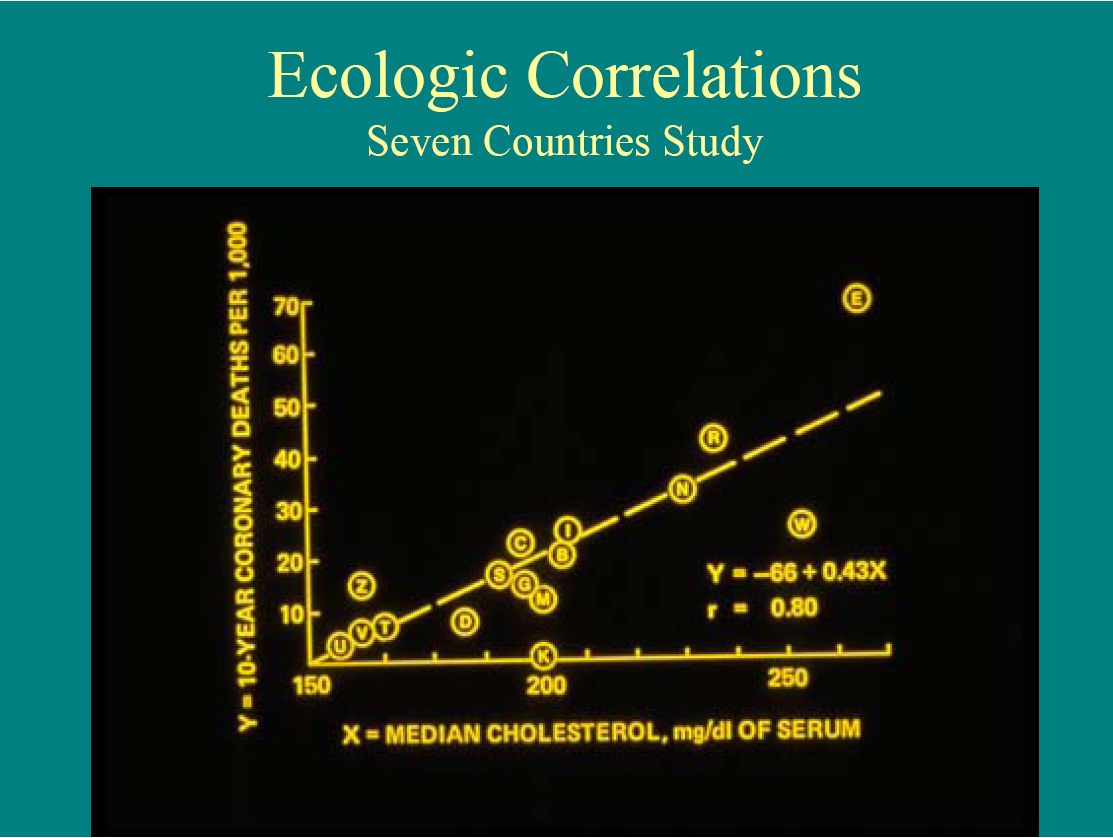 Ecologic Correlations
Seven Countries Study
Y = 10-YEAR CORONARY DEATHS PER 1,000
70
60
50
40
30
20
10
E
R
N
W
I
C
B
S
G
M
Z
D
T
V
U
K
Y = –66 + 0.43X
r = 0.80
150
200
250
X = MEDIAN CHOLESTEROL, mg/dl OF SERUM